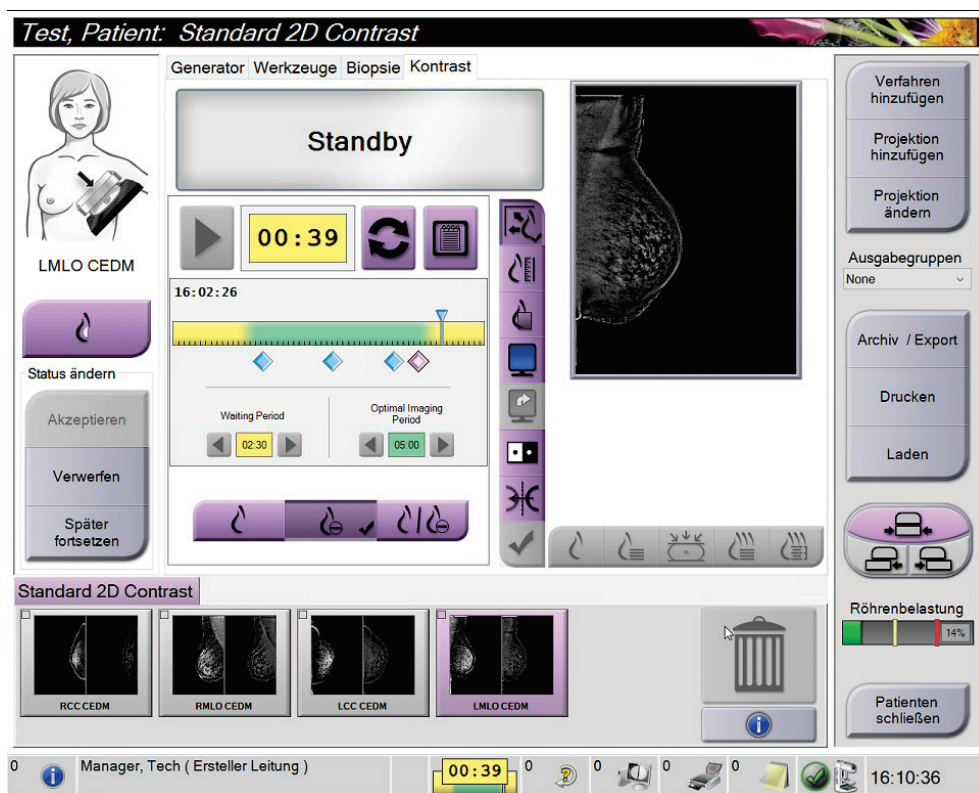 Test, Patient: Standard 2D Contrast
Generator Werkzeuge Biopsie Kontrast
LMLO CEDM
Status ändern
Akzeptieren
Verwerfen
Später
fortsetzen
Standby
00:39
16:02:26
Waiting Period
02:30
Optimal Imaging
Period
05:00
Verfahren
hinzufügen
Projektion
hinzufügen
Projektion
ändern
Ausgabegruppen
None
Archiv / Export
Drucken
Laden
Röhrenbelastung
14%
Patienten
schließen
Standard 2D Contrast
RCC CEDM
RMLO CEDM
LCC CEDM
LMLO CEDM
0
Manager, Tech ( Ersteller Leitung )
00:39
0
0
0
0
16:10:36